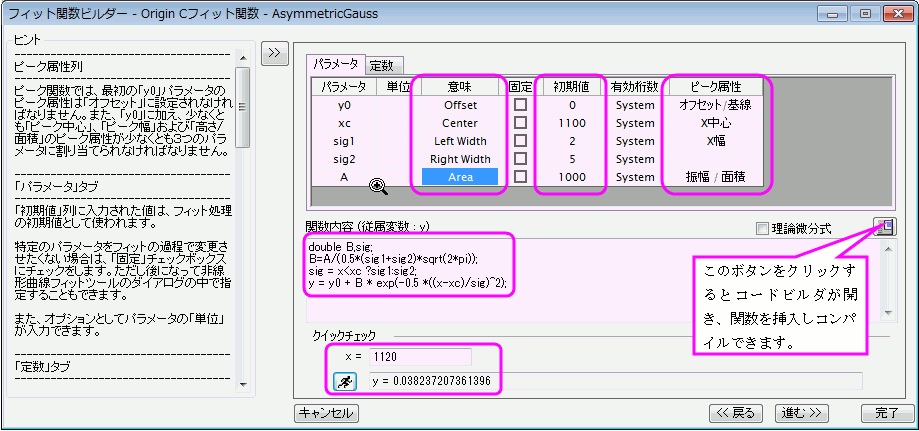 フィット関数ビルダー - Origin Cフィット関数 - AsymmetricGauss
ヒント
ピーク属性列
ピーク関数では、最初の「y0」パラメータの
ピーク属性は「オフセット」に設定されなけれ
ばなりません。また、「y0」に加え、少なくと
も「ピーク中心」、「ピーク幅」および「高さ/
面積」のピーク属性が少なくとも3つのパラ
メータに割り当てられなければなりません。
「パラメータ」タブ
「初期値」列に入力された値は、フィット処理
の初期値として使われます。
特定のパラメータをフィットの過程で変更さ
せたくない場合は、「固定」チェックボックス
にチェックをします。ただし後になって非線
形曲線フィットツールのダイアログの中で指
定することもできます。
また、オプションとしてパラメータの「単位」
が入力できます。
「定数」タブ
>>
パラメータ 定数
パラメータ 単位 意味 固定 初期値 有効桁数 ピーク属性
y0 Offset 0 System オフセット/基線
xc Center 1100 System X中心
sig1 Left Width 2 System X幅
sig2 Right Width 5 System
A Area 1000 System 振幅 / 面積
関数内容 (従属変数 : y)
理論微分式
double B,sig;
B=A/(0.5*(sig1+sig2)*sqrt(2*pi));
sig = x<xc ?sig1:sig2;
y = y0 + B * exp(-0.5 *((x-xc)/sig)^2);
このボタンをクリックす
るとコードビルダが開
き、関数を挿入しコンパ
イルできます。
クイックチェック
x = 1120
y = 0.038237207361396
キャンセル << 戻る 進む >> 完了